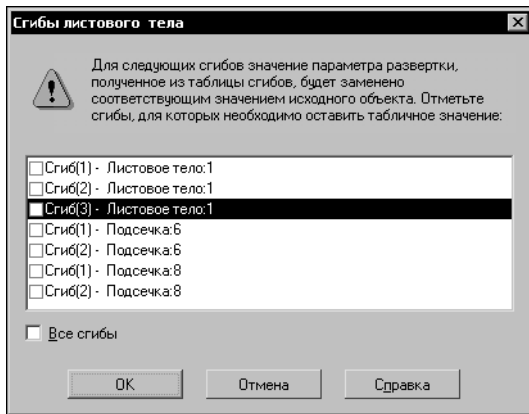 Сгибы листового тела
Для следующих сгибов значение параметра развертки,
полученное из таблицы сгибов, будет заменено
соответствующим значением исходного объекта. Отметьте
сгибы, для которых необходимо оставить табличное значение:
Сгиб(1) - Листовое тело:1
Сгиб(2) - Листовое тело:1
Сгиб(3) - Листовое тело:1
Сгиб(1) - Подсечка:6
Сгиб(2) - Подсечка:6
Сгиб(1) - Подсечка:8
Сгиб(2) - Подсечка:8
Все сгибы
OK Отмена Справка